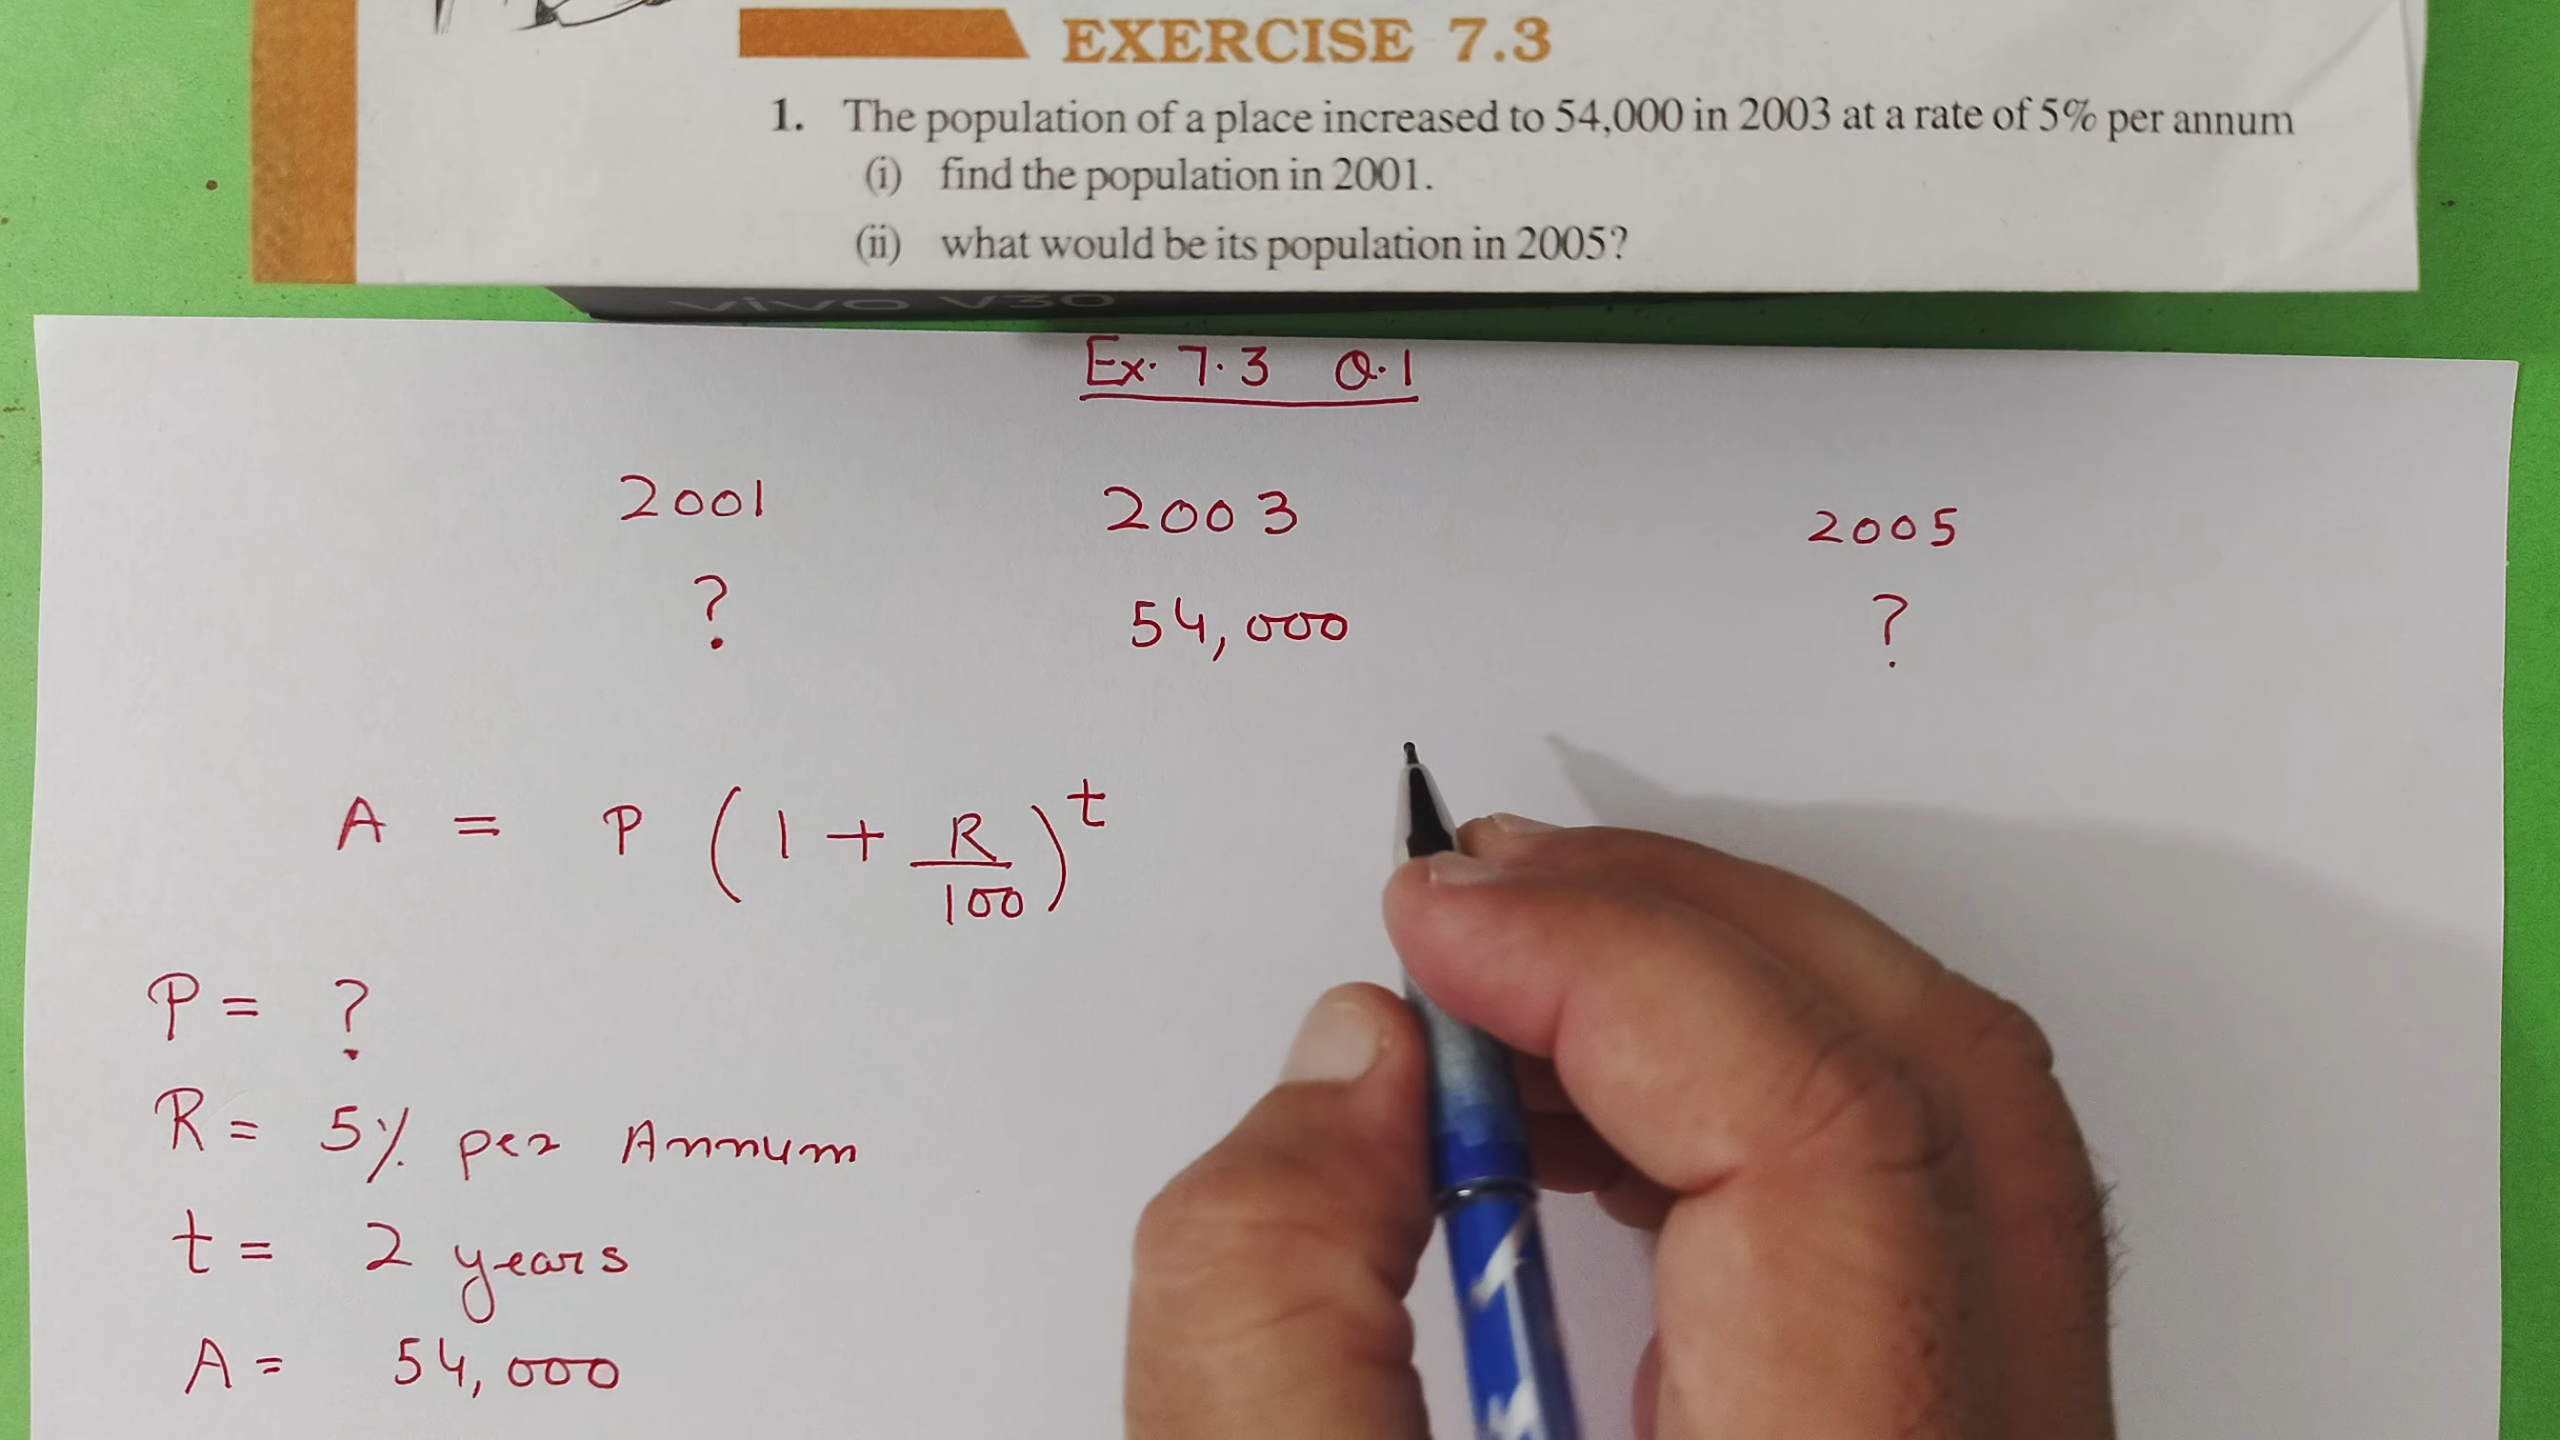 EXERCISE 7.3
1. The population of a place increased to 54,000 in 2003 at a rate of 5% per annum
(i) find the population in 2001.
(ii) what would be its population in 2005?
vivo V30
Ex. 7.3 Q.1
2001 2003 2005
? 54,000 ?
A = P (1 + R/100)^t
P = ?
R = 5% per Annum
t = 2 years
A = 54,000